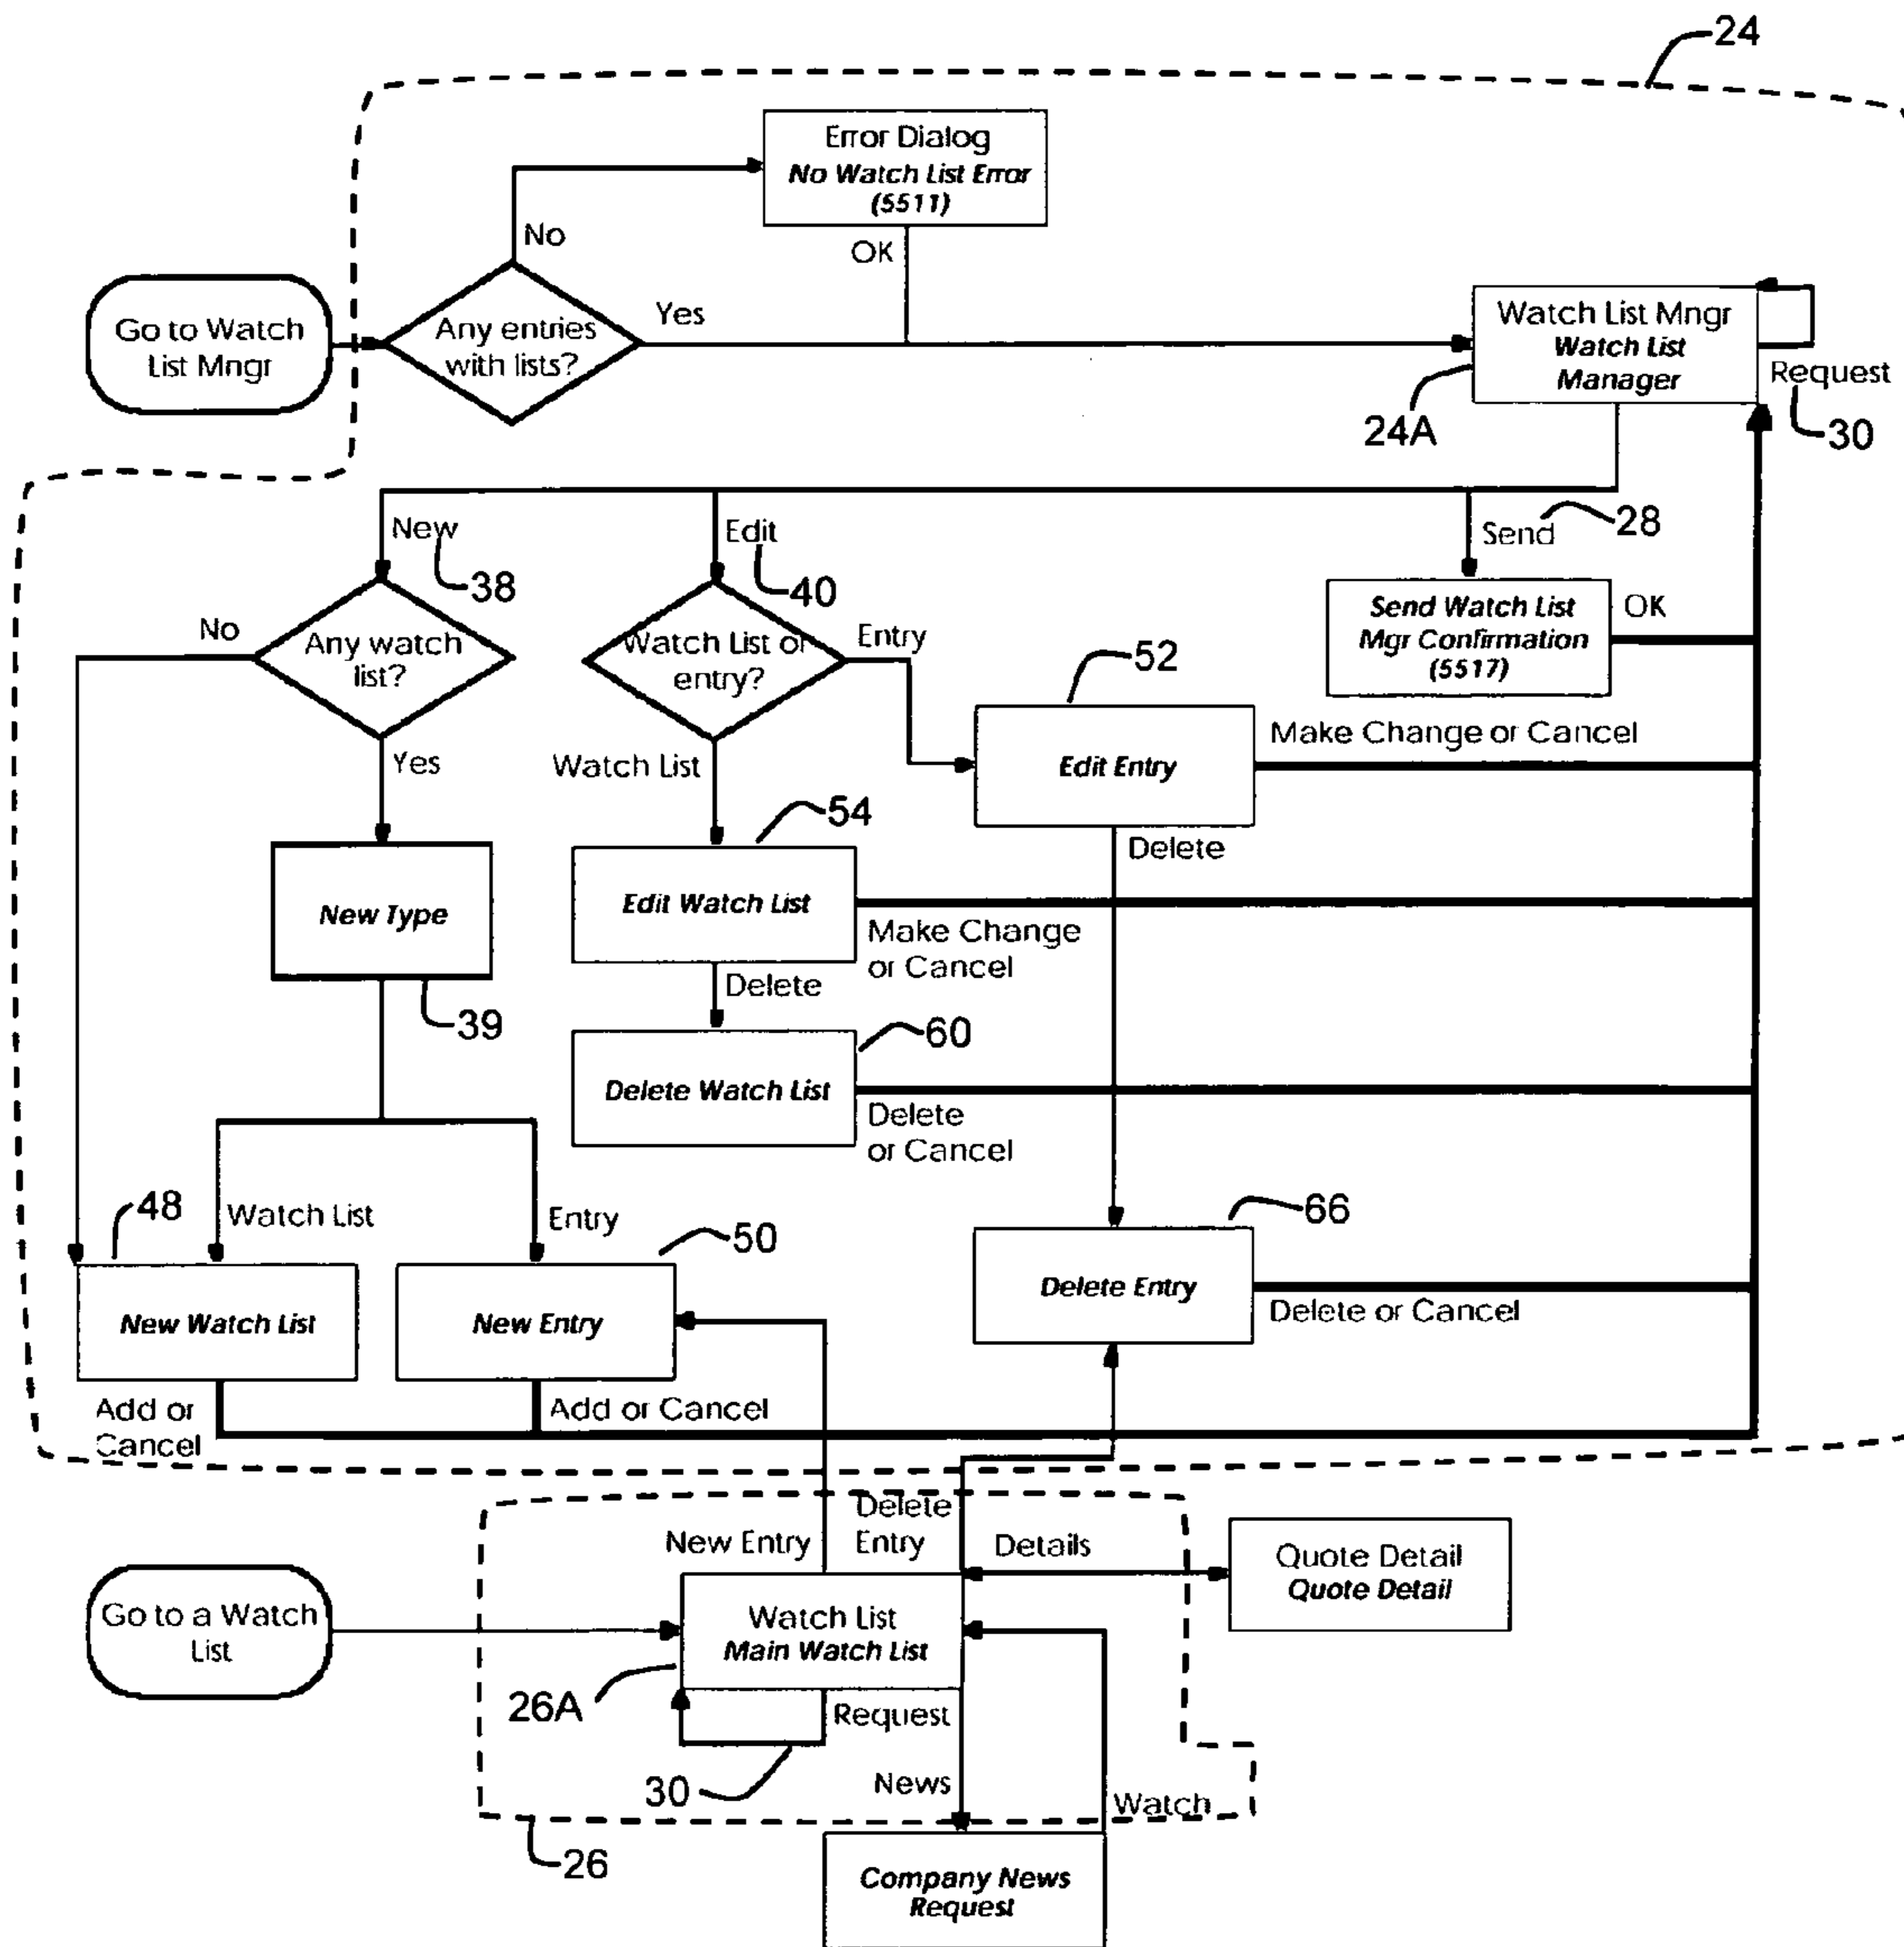 24
Error Dialog
No Watch List Error
(5511)
No
OK
Go to Watch
List Mngr
Any entries
with lists?
Yes
Watch List Mngr
Watch List
Manager
Request
24A
30
New
38
Edit
40
Send
28
No
Any watch
list?
Watch List or
entry?
Entry
Send Watch List
Mgr Confirmation
(5517)
OK
52
Yes
Watch List
Edit Entry
Make Change or Cancel
54
Delete
New Type
Edit Watch List
Make Change
or Cancel
Delete
39
60
Delete Watch List
Delete
or Cancel
48
Watch List
Entry
50
66
New Watch List
New Entry
Delete Entry
Delete or Cancel
Add or
Cancel
Add or Cancel
New Entry
Delete
Entry
Details
Quote Detail
Quote Detail
Go to a Watch
List
Watch List
Main Watch List
26A
Request
30
News
Watch
26
Company News
Request